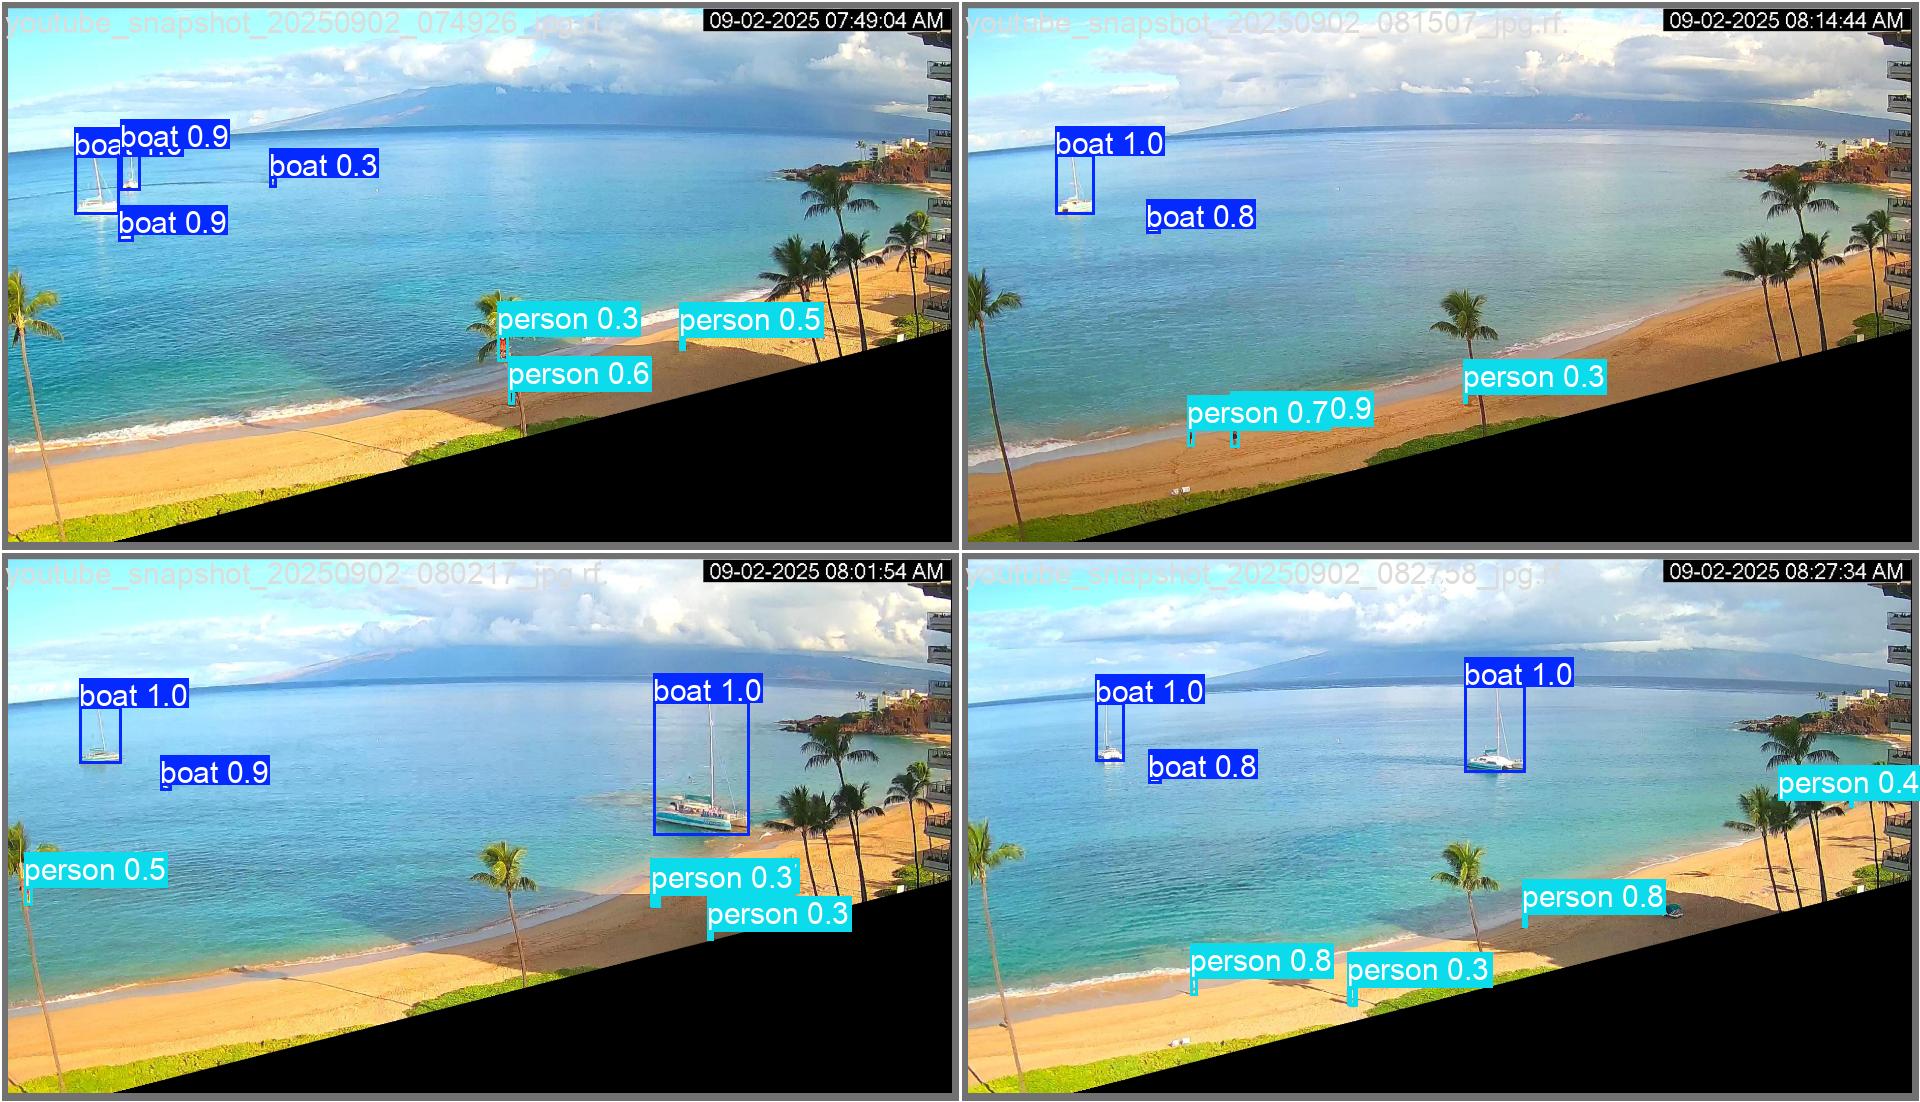 youtube_snapshot_20250902_074926_jpg.rf.
09-02-2025 07:49:04 AM
boat 0.9
boat 0.3
boat 0.9
person 0.3
person 0.5
person 0.6
youtube_snapshot_20250902_081507_jpg.rf.
09-02-2025 08:14:44 AM
boat 1.0
boat 0.8
person 0.3
person 0.7
0.9
youtube_snapshot_20250902_080217_jpg.rf.
09-02-2025 08:01:54 AM
boat 1.0
boat 1.0
boat 0.9
person 0.5
person 0.3
person 0.3
youtube_snapshot_20250902_082758_jpg.rf.
09-02-2025 08:27:34 AM
boat 1.0
boat 1.0
boat 0.8
person 0.4
person 0.8
person 0.8
person 0.3